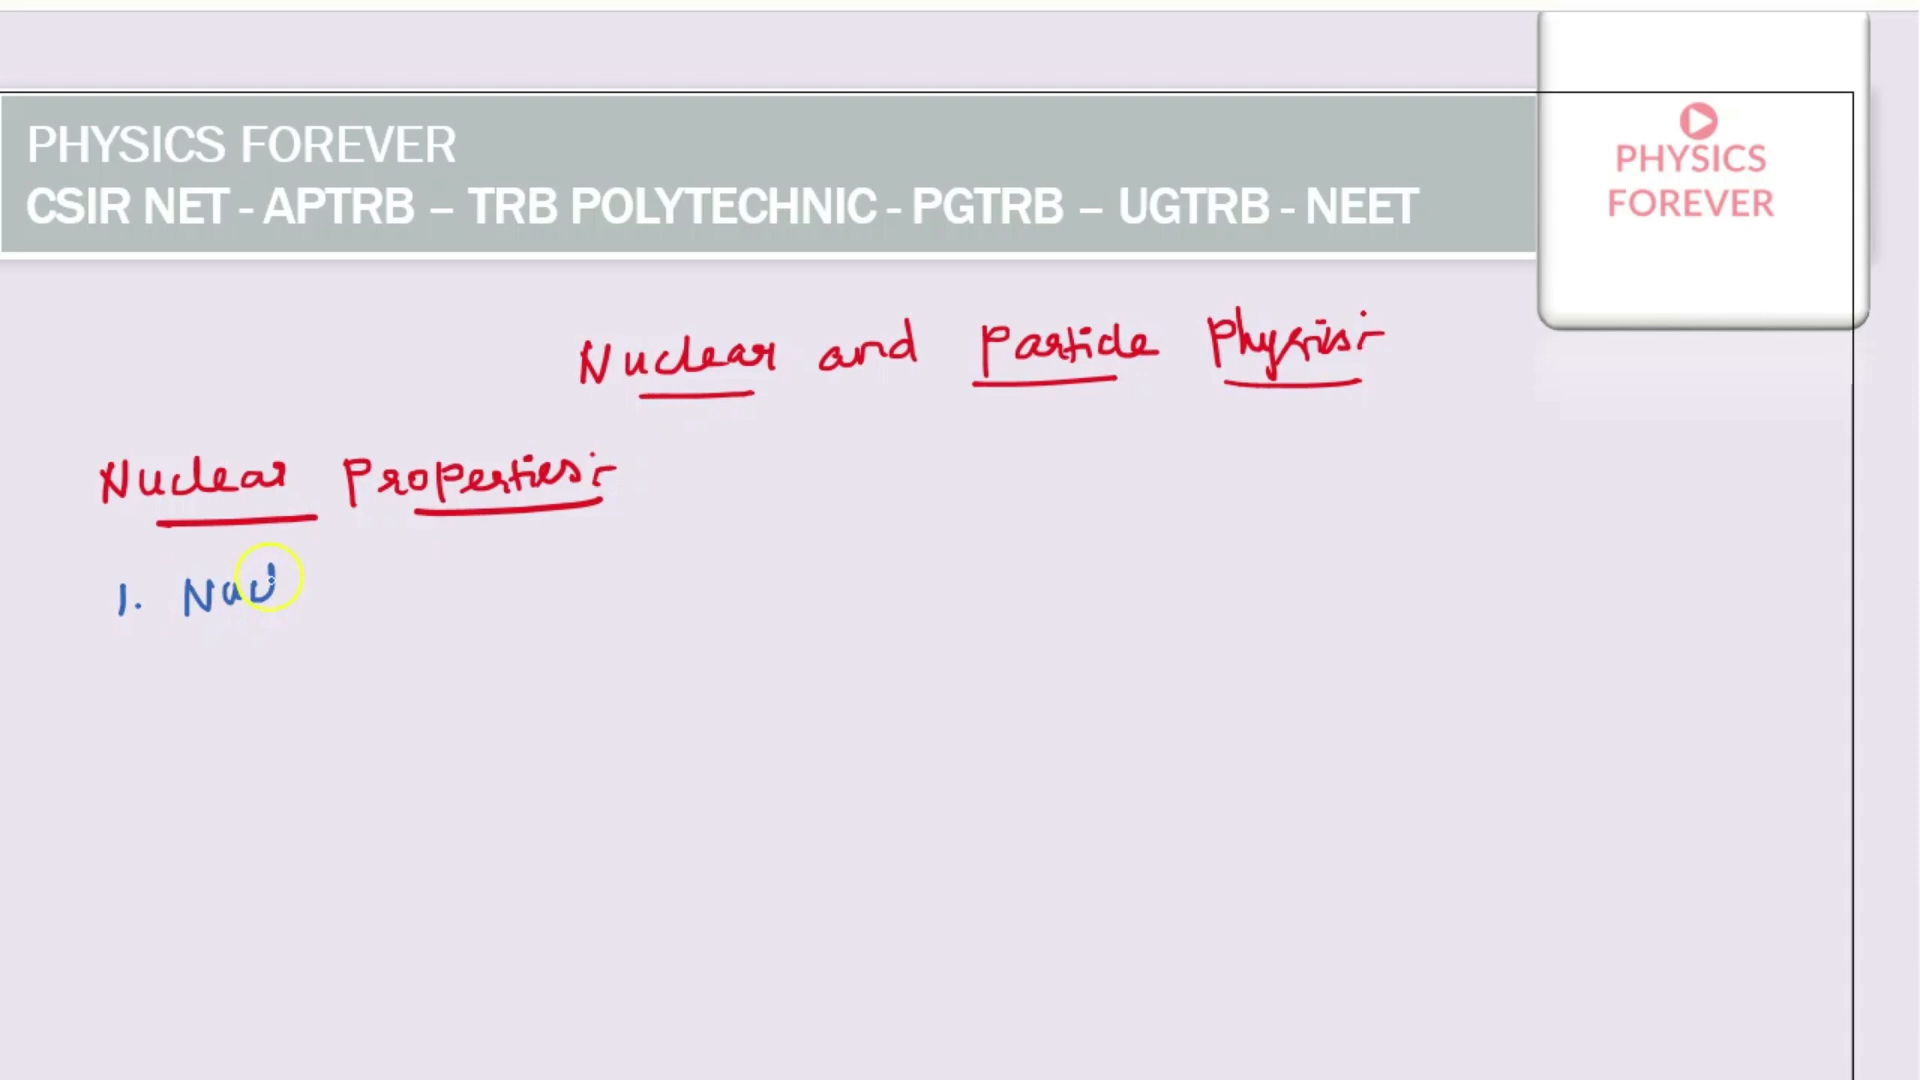 PHYSICS FOREVER
CSIR NET - APTRB – TRB POLYTECHNIC - PGTRB – UGTRB - NEET
PHYSICS
FOREVER
Nuclear and Particle Physics:-
Nuclear Properties:-
1. Nucl